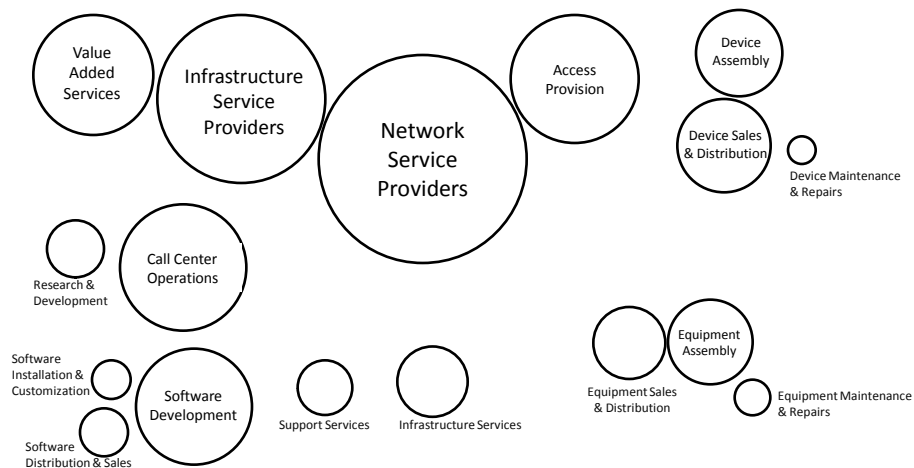 Value
Added
Services
Infrastructure
Service
Providers
Network
Service
Providers
Access
Provision
Device
Assembly
Device Sales
& Distribution
Device Maintenance
& Repairs
Call Center
Operations
Research &
Development
Software
Installation &
Customization
Software
Development
Software
Distribution & Sales
Support Services
Infrastructure Services
Equipment
Assembly
Equipment Sales
& Distribution
Equipment Maintenance
& Repairs